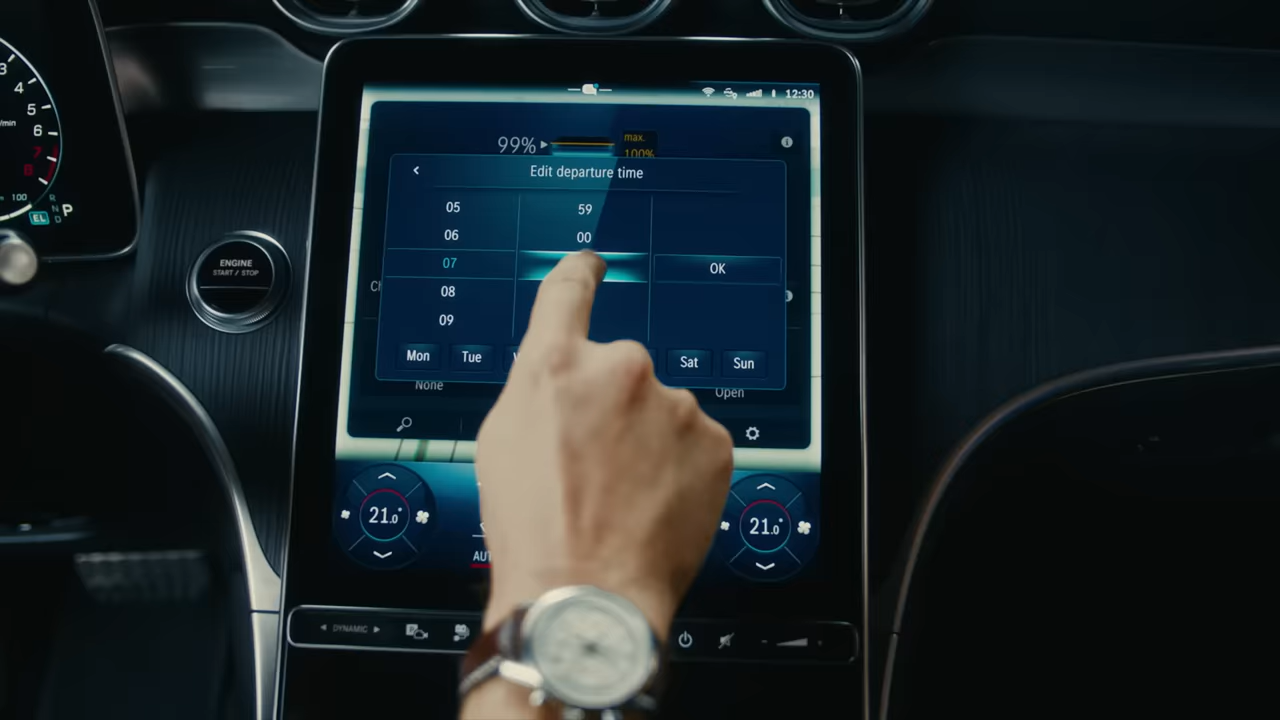 12:30
99%
max.
100%
Edit departure time
05 59
06 00
07 OK
08
09
Mon Tue Sat Sun
None Open
21.0° 21.0°
AUT
DYNAMIC
3
4
5
6
7
8
100
R
N P
D
EL
ENGINE
START / STOP